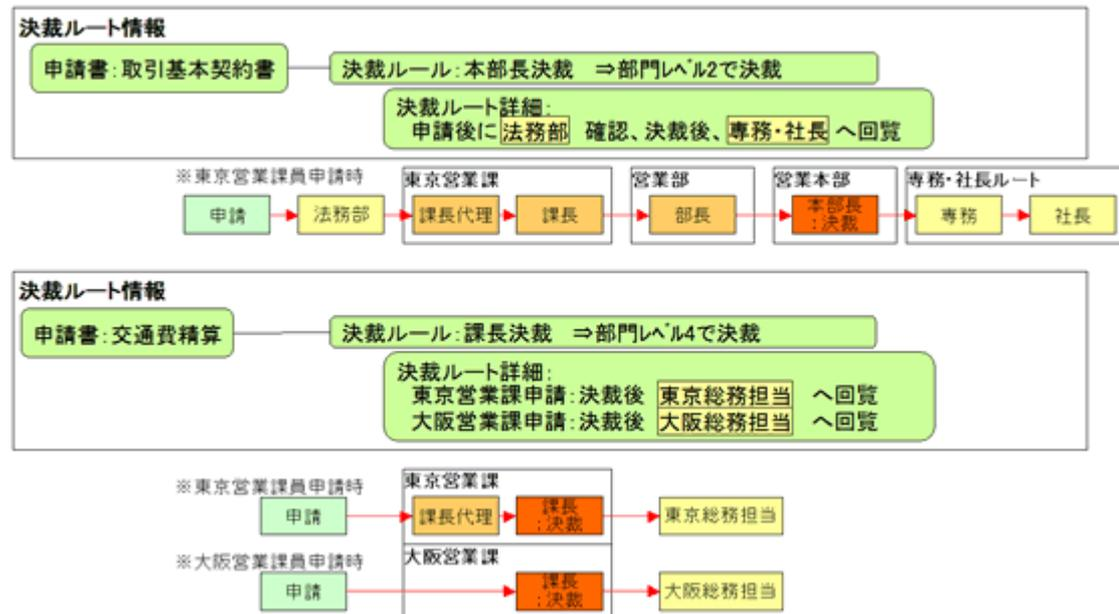 決裁ルート情報
申請書:取引基本契約書
決裁ルール:本部長決裁 ⇒部門レベル2で決裁
決裁ルート詳細:
申請後に 法務部 確認、決裁後、専務・社長 へ回覧
※東京営業課員申請時
東京営業課
営業部
営業本部
専務・社長ルート
申請
法務部
課長代理
課長
部長
本部長
:決裁
専務
社長
決裁ルート情報
申請書:交通費精算
決裁ルール:課長決裁 ⇒部門レベル4で決裁
決裁ルート詳細:
東京営業課申請:決裁後 東京総務担当 へ回覧
大阪営業課申請:決裁後 大阪総務担当 へ回覧
※東京営業課員申請時
東京営業課
申請
課長代理
課長
:決裁
東京総務担当
※大阪営業課員申請時
大阪営業課
申請
課長
:決裁
大阪総務担当